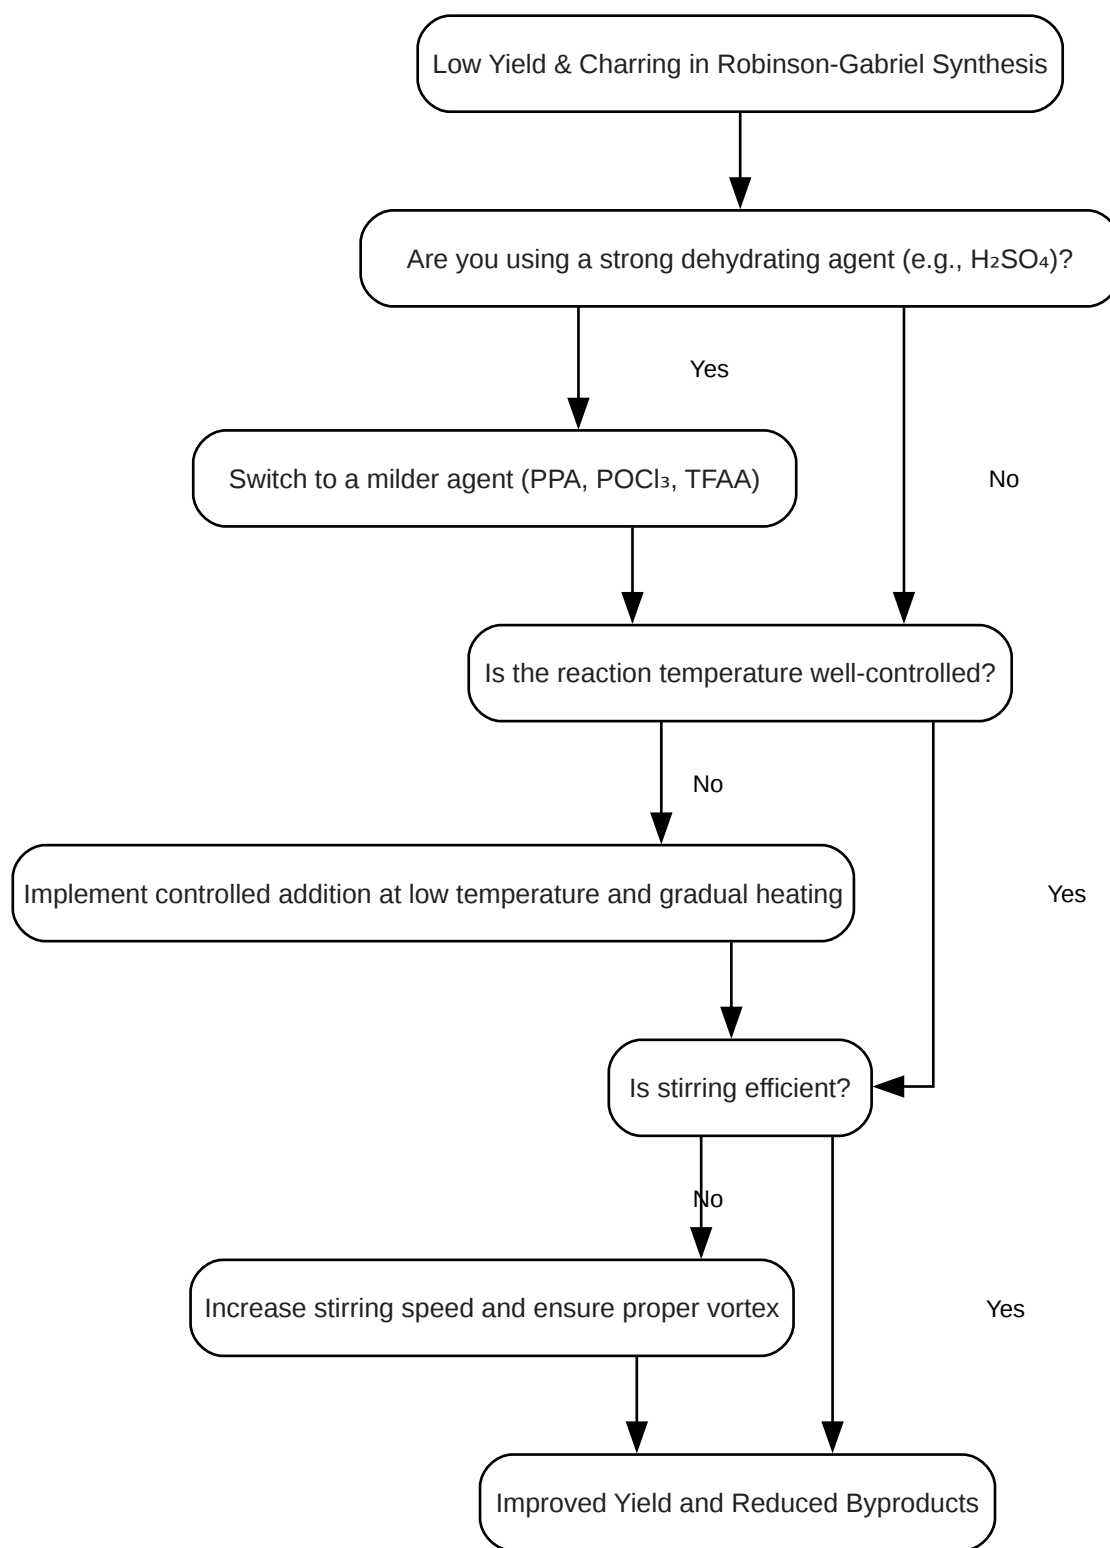 Low Yield & Charring in Robinson-Gabriel Synthesis
Are you using a strong dehydrating agent (e.g., H₂SO₄)?
Yes
Switch to a milder agent (PPA, POCl₃, TFAA)
No
Is the reaction temperature well-controlled?
No
Implement controlled addition at low temperature and gradual heating
Yes
Is stirring efficient?
No
Increase stirring speed and ensure proper vortex
Yes
Improved Yield and Reduced Byproducts